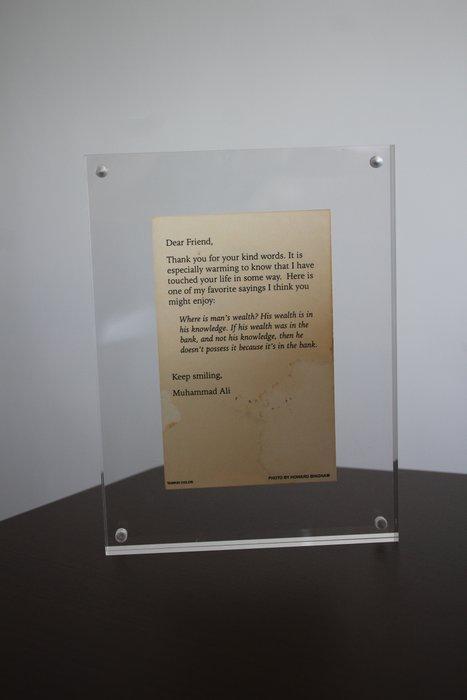 Dear Friend,
Thank you for your kind words. It is
especially warming to know that I have
touched your life in some way. Here is
one of my favorite sayings I think you
might enjoy:
Where is man's wealth? His wealth is in
his knowledge. If his wealth was in the
bank, and not his knowledge, then he
doesn't possess it because it's in the bank.
Keep smiling,
Muhammad Ali
PHOTO BY HOWARD BINGHAM